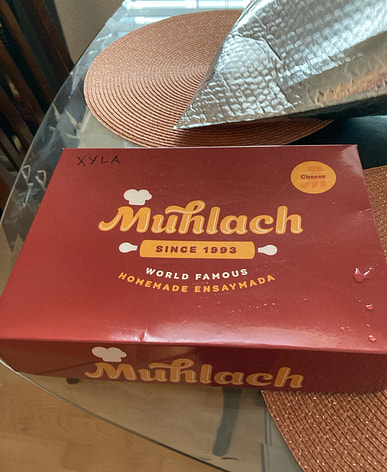 XYLA
Cheese
Muhlach
SINCE 1993
WORLD FAMOUS
HOMEMADE ENSAYMADA
Muhlach